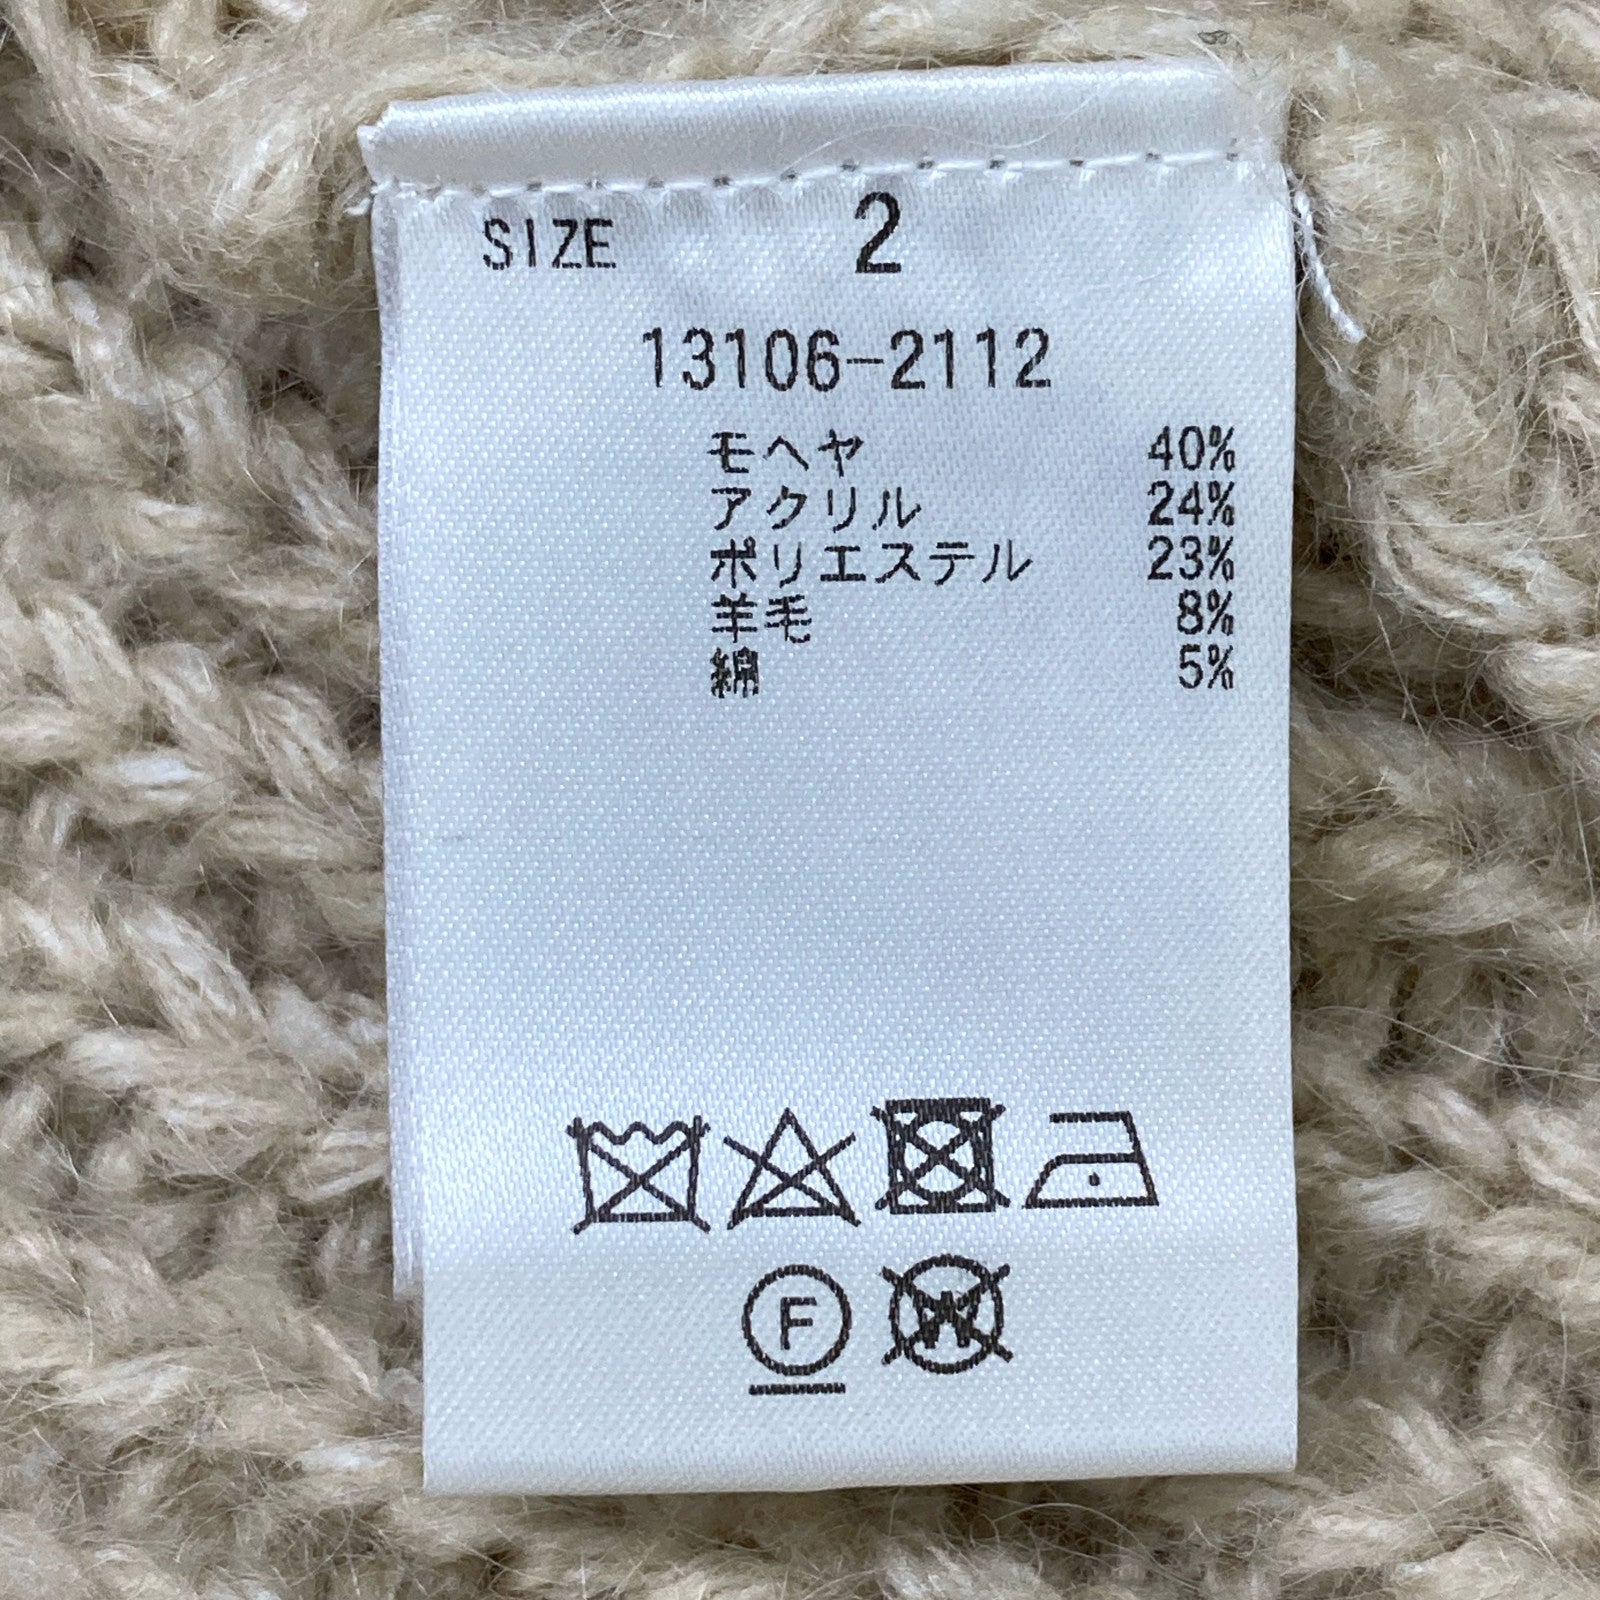 SIZE 2
13106-2112
モヘヤ 40%
アクリル 24%
ポリエステル 23%
羊毛 8%
綿 5%
F W